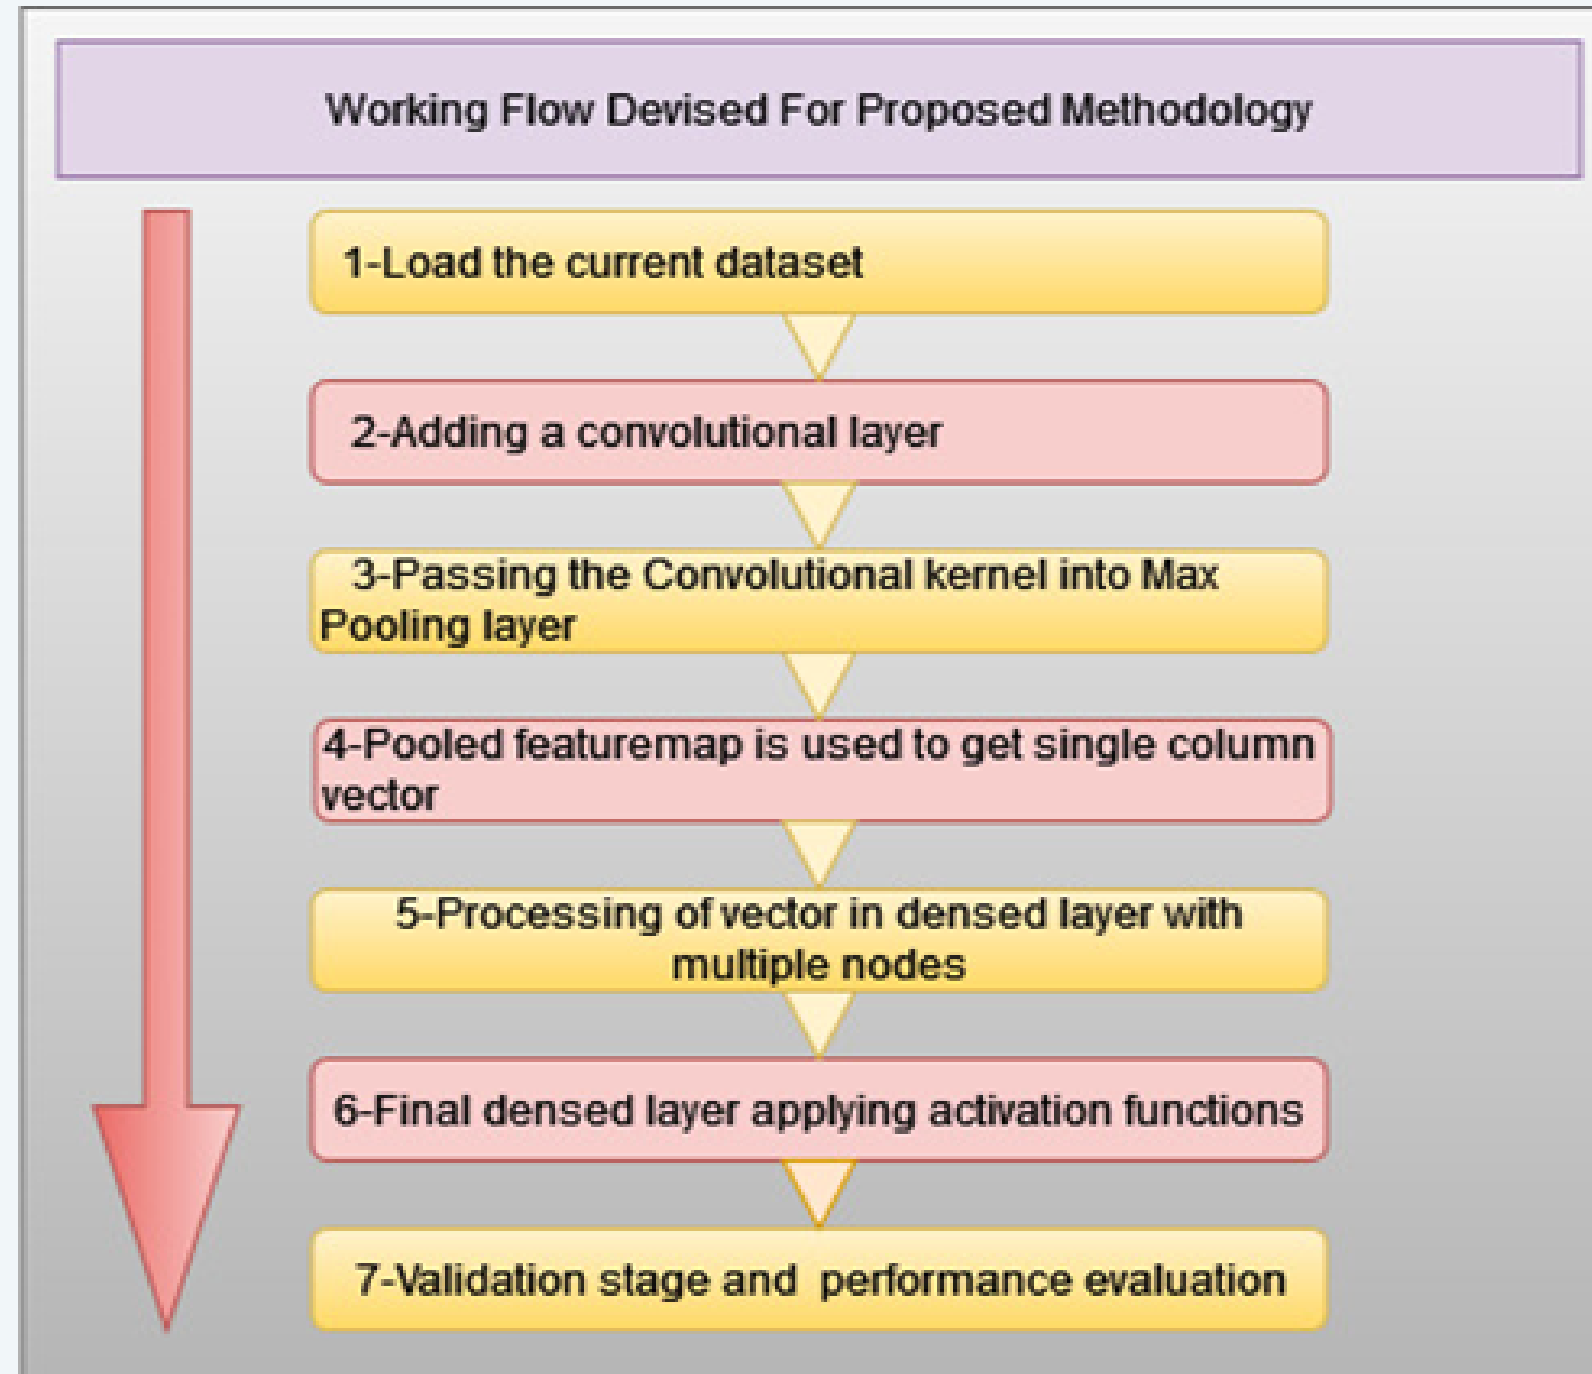 Working Flow Devised For Proposed Methodology
1-Load the current dataset
2-Adding a convolutional layer
3-Passing the Convolutional kernel into Max
Pooling layer
4-Pooled featuremap is used to get single column
vector
5-Processing of vector in densed layer with
multiple nodes
6-Final densed layer applying activation functions
7-Validation stage and performance evaluation